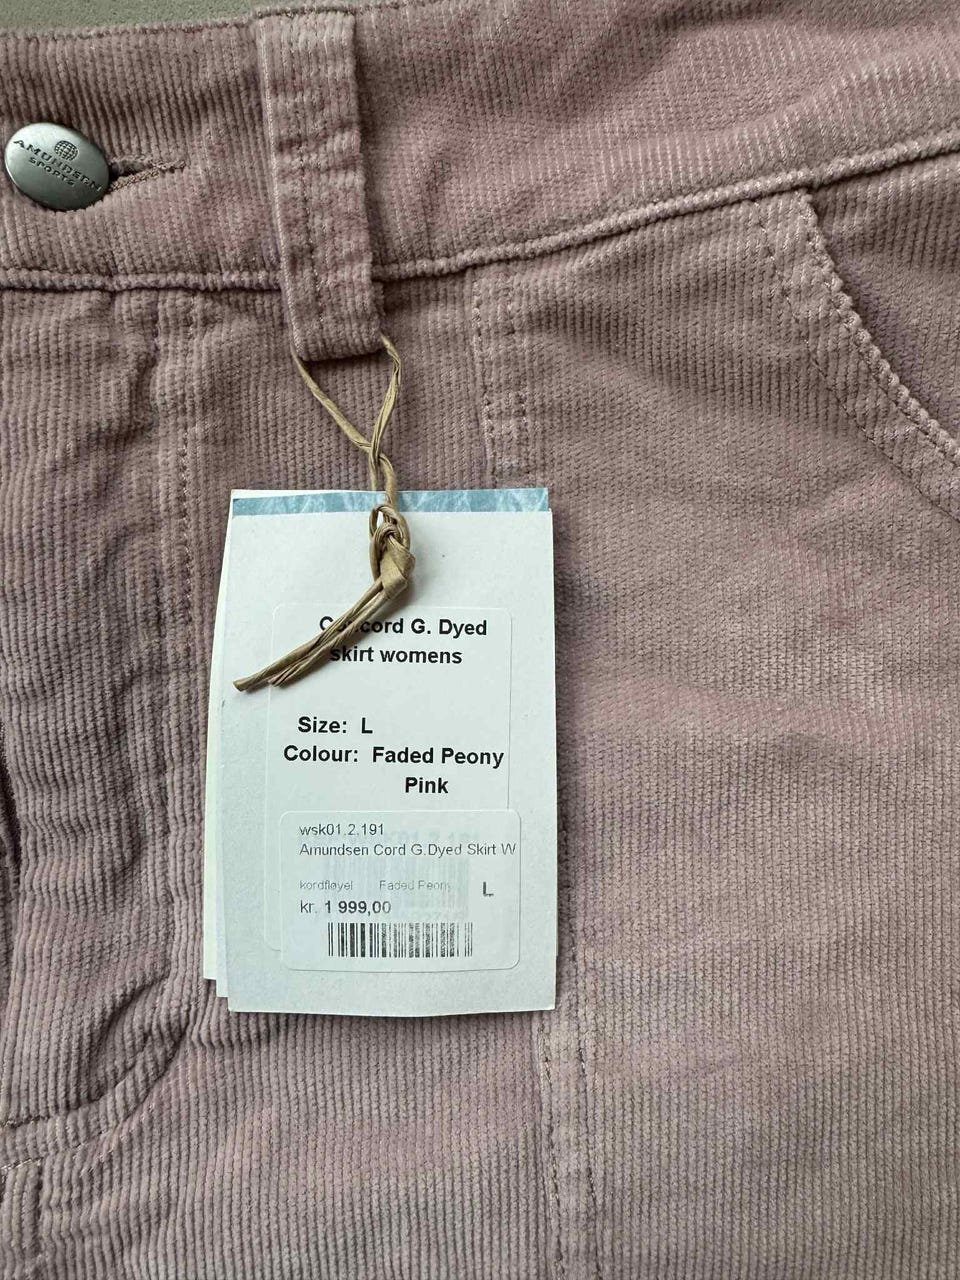 AMUNDSEN
SPORTS
Concord G. Dyed
skirt womens
Size: L
Colour: Faded Peony
Pink
wsk01.2.191
Amundsen Cord G.Dyed Skirt W
kordfløyel Faded Peony L
kr. 1 999,00